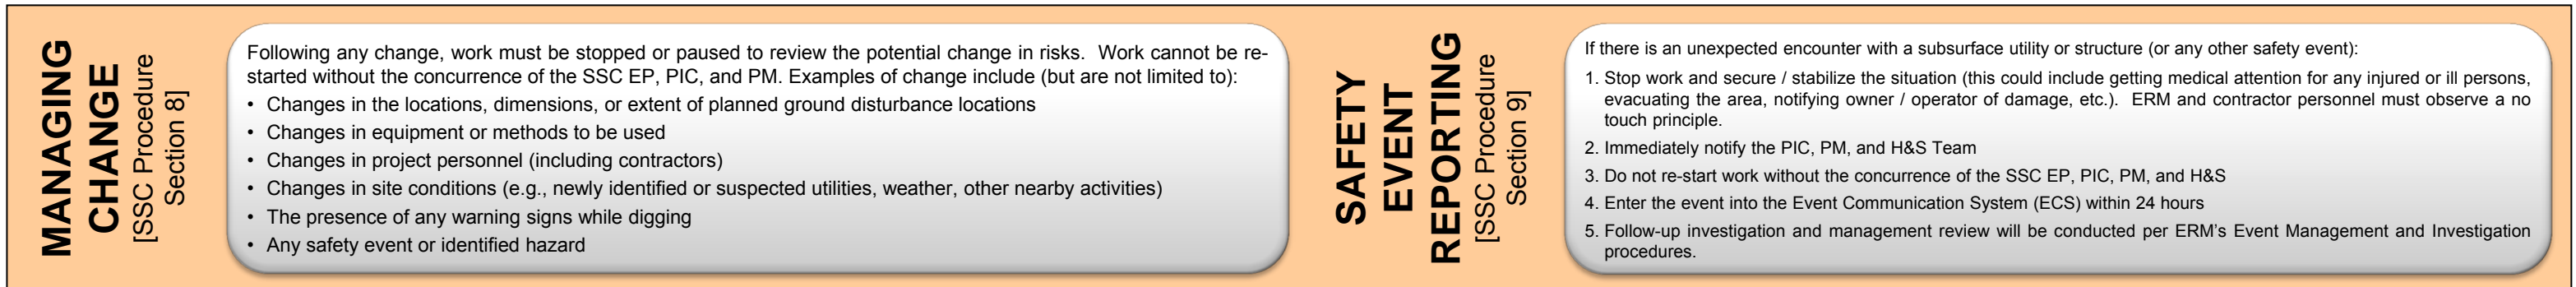 MANAGING
CHANGE
[SSC Procedure
Section 8]
Following any change, work must be stopped or paused to review the potential change in risks. Work cannot be re-
started without the concurrence of the SSC EP, PIC, and PM. Examples of change include (but are not limited to):
• Changes in the locations, dimensions, or extent of planned ground disturbance locations
• Changes in equipment or methods to be used
• Changes in project personnel (including contractors)
• Changes in site conditions (e.g., newly identified or suspected utilities, weather, other nearby activities)
• The presence of any warning signs while digging
• Any safety event or identified hazard
SAFETY
EVENT
REPORTING
[SSC Procedure
Section 9]
If there is an unexpected encounter with a subsurface utility or structure (or any other safety event):
1. Stop work and secure / stabilize the situation (this could include getting medical attention for any injured or ill persons,
evacuating the area, notifying owner / operator of damage, etc.). ERM and contractor personnel must observe a no
touch principle.
2. Immediately notify the PIC, PM, and H&S Team
3. Do not re-start work without the concurrence of the SSC EP, PIC, PM, and H&S
4. Enter the event into the Event Communication System (ECS) within 24 hours
5. Follow-up investigation and management review will be conducted per ERM's Event Management and Investigation
procedures.